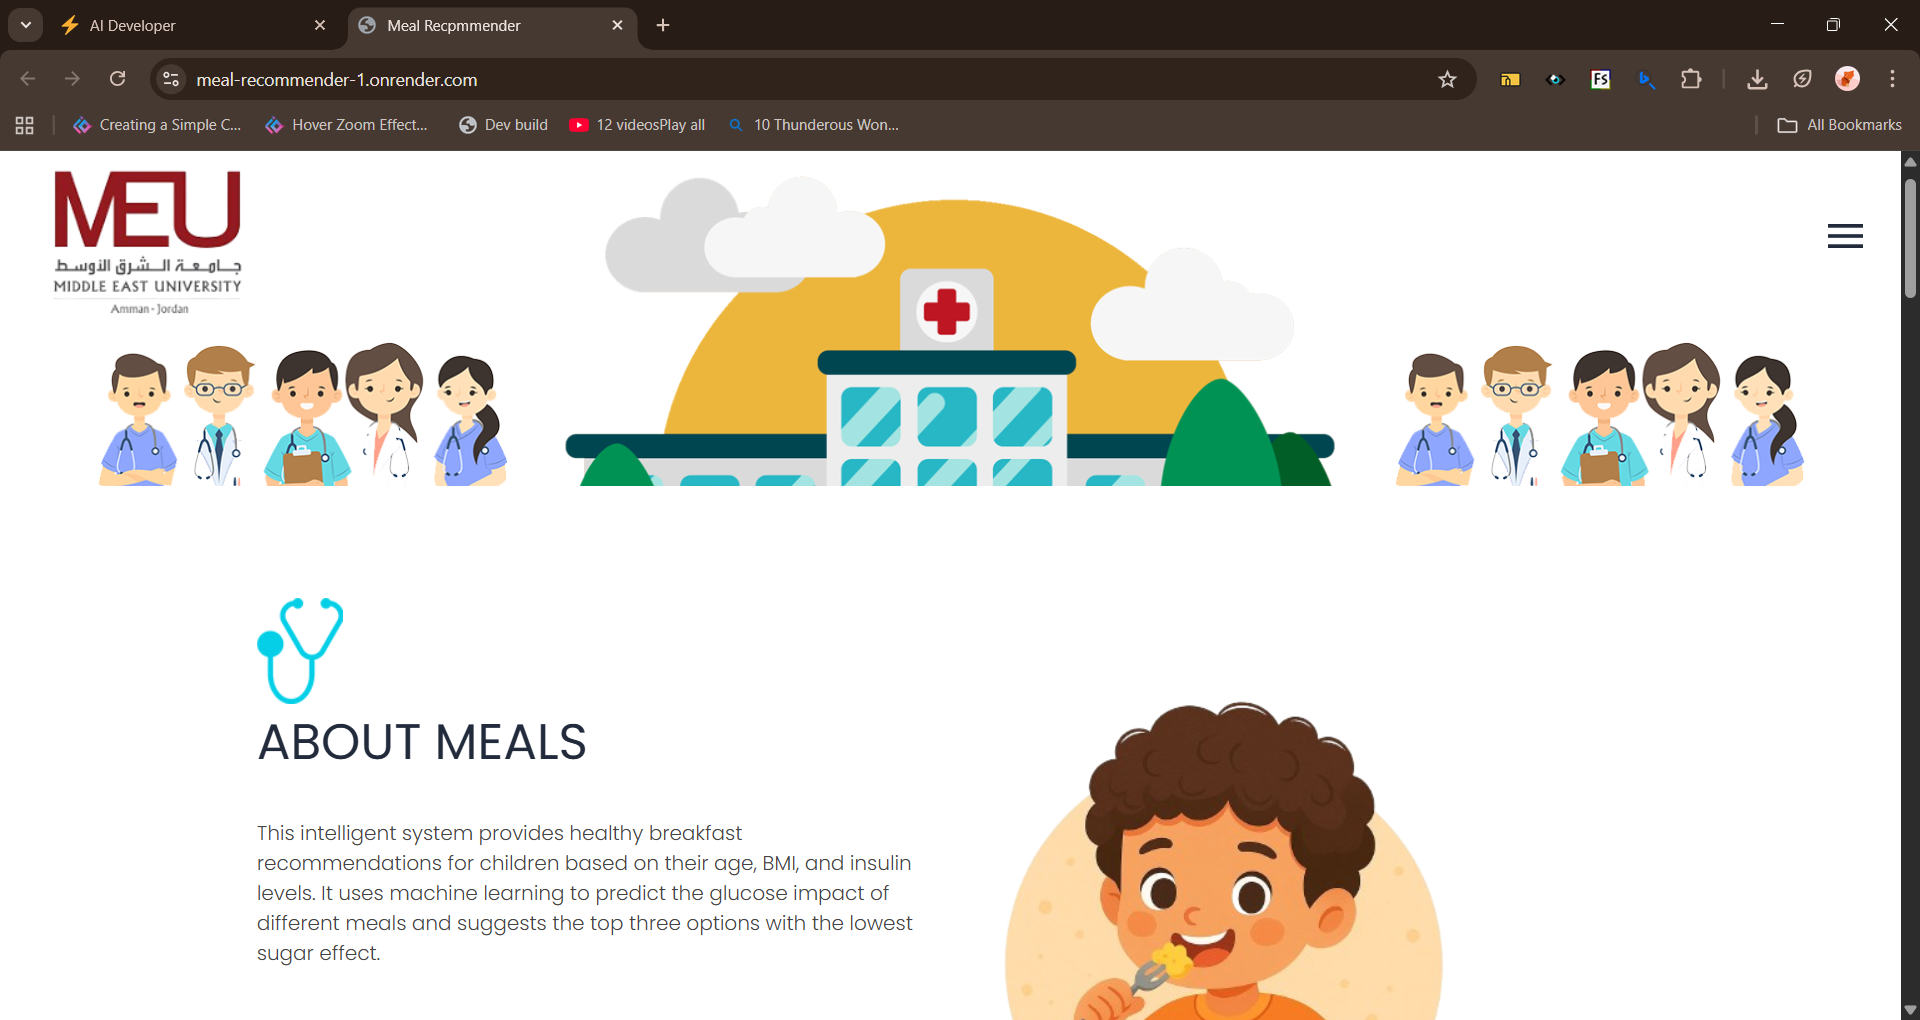 AI Developer
Meal Recpmmender
meal-recommender-1.onrender.com
FS
Creating a Simple C...
Hover Zoom Effect...
Dev build
12 videosPlay all
10 Thunderous Won...
All Bookmarks
MEU
جامعة الشرق الأوسط
MIDDLE EAST UNIVERSITY
Amman - Jordan
ABOUT MEALS
This intelligent system provides healthy breakfast
recommendations for children based on their age, BMI, and insulin
levels. It uses machine learning to predict the glucose impact of
different meals and suggests the top three options with the lowest
sugar effect.